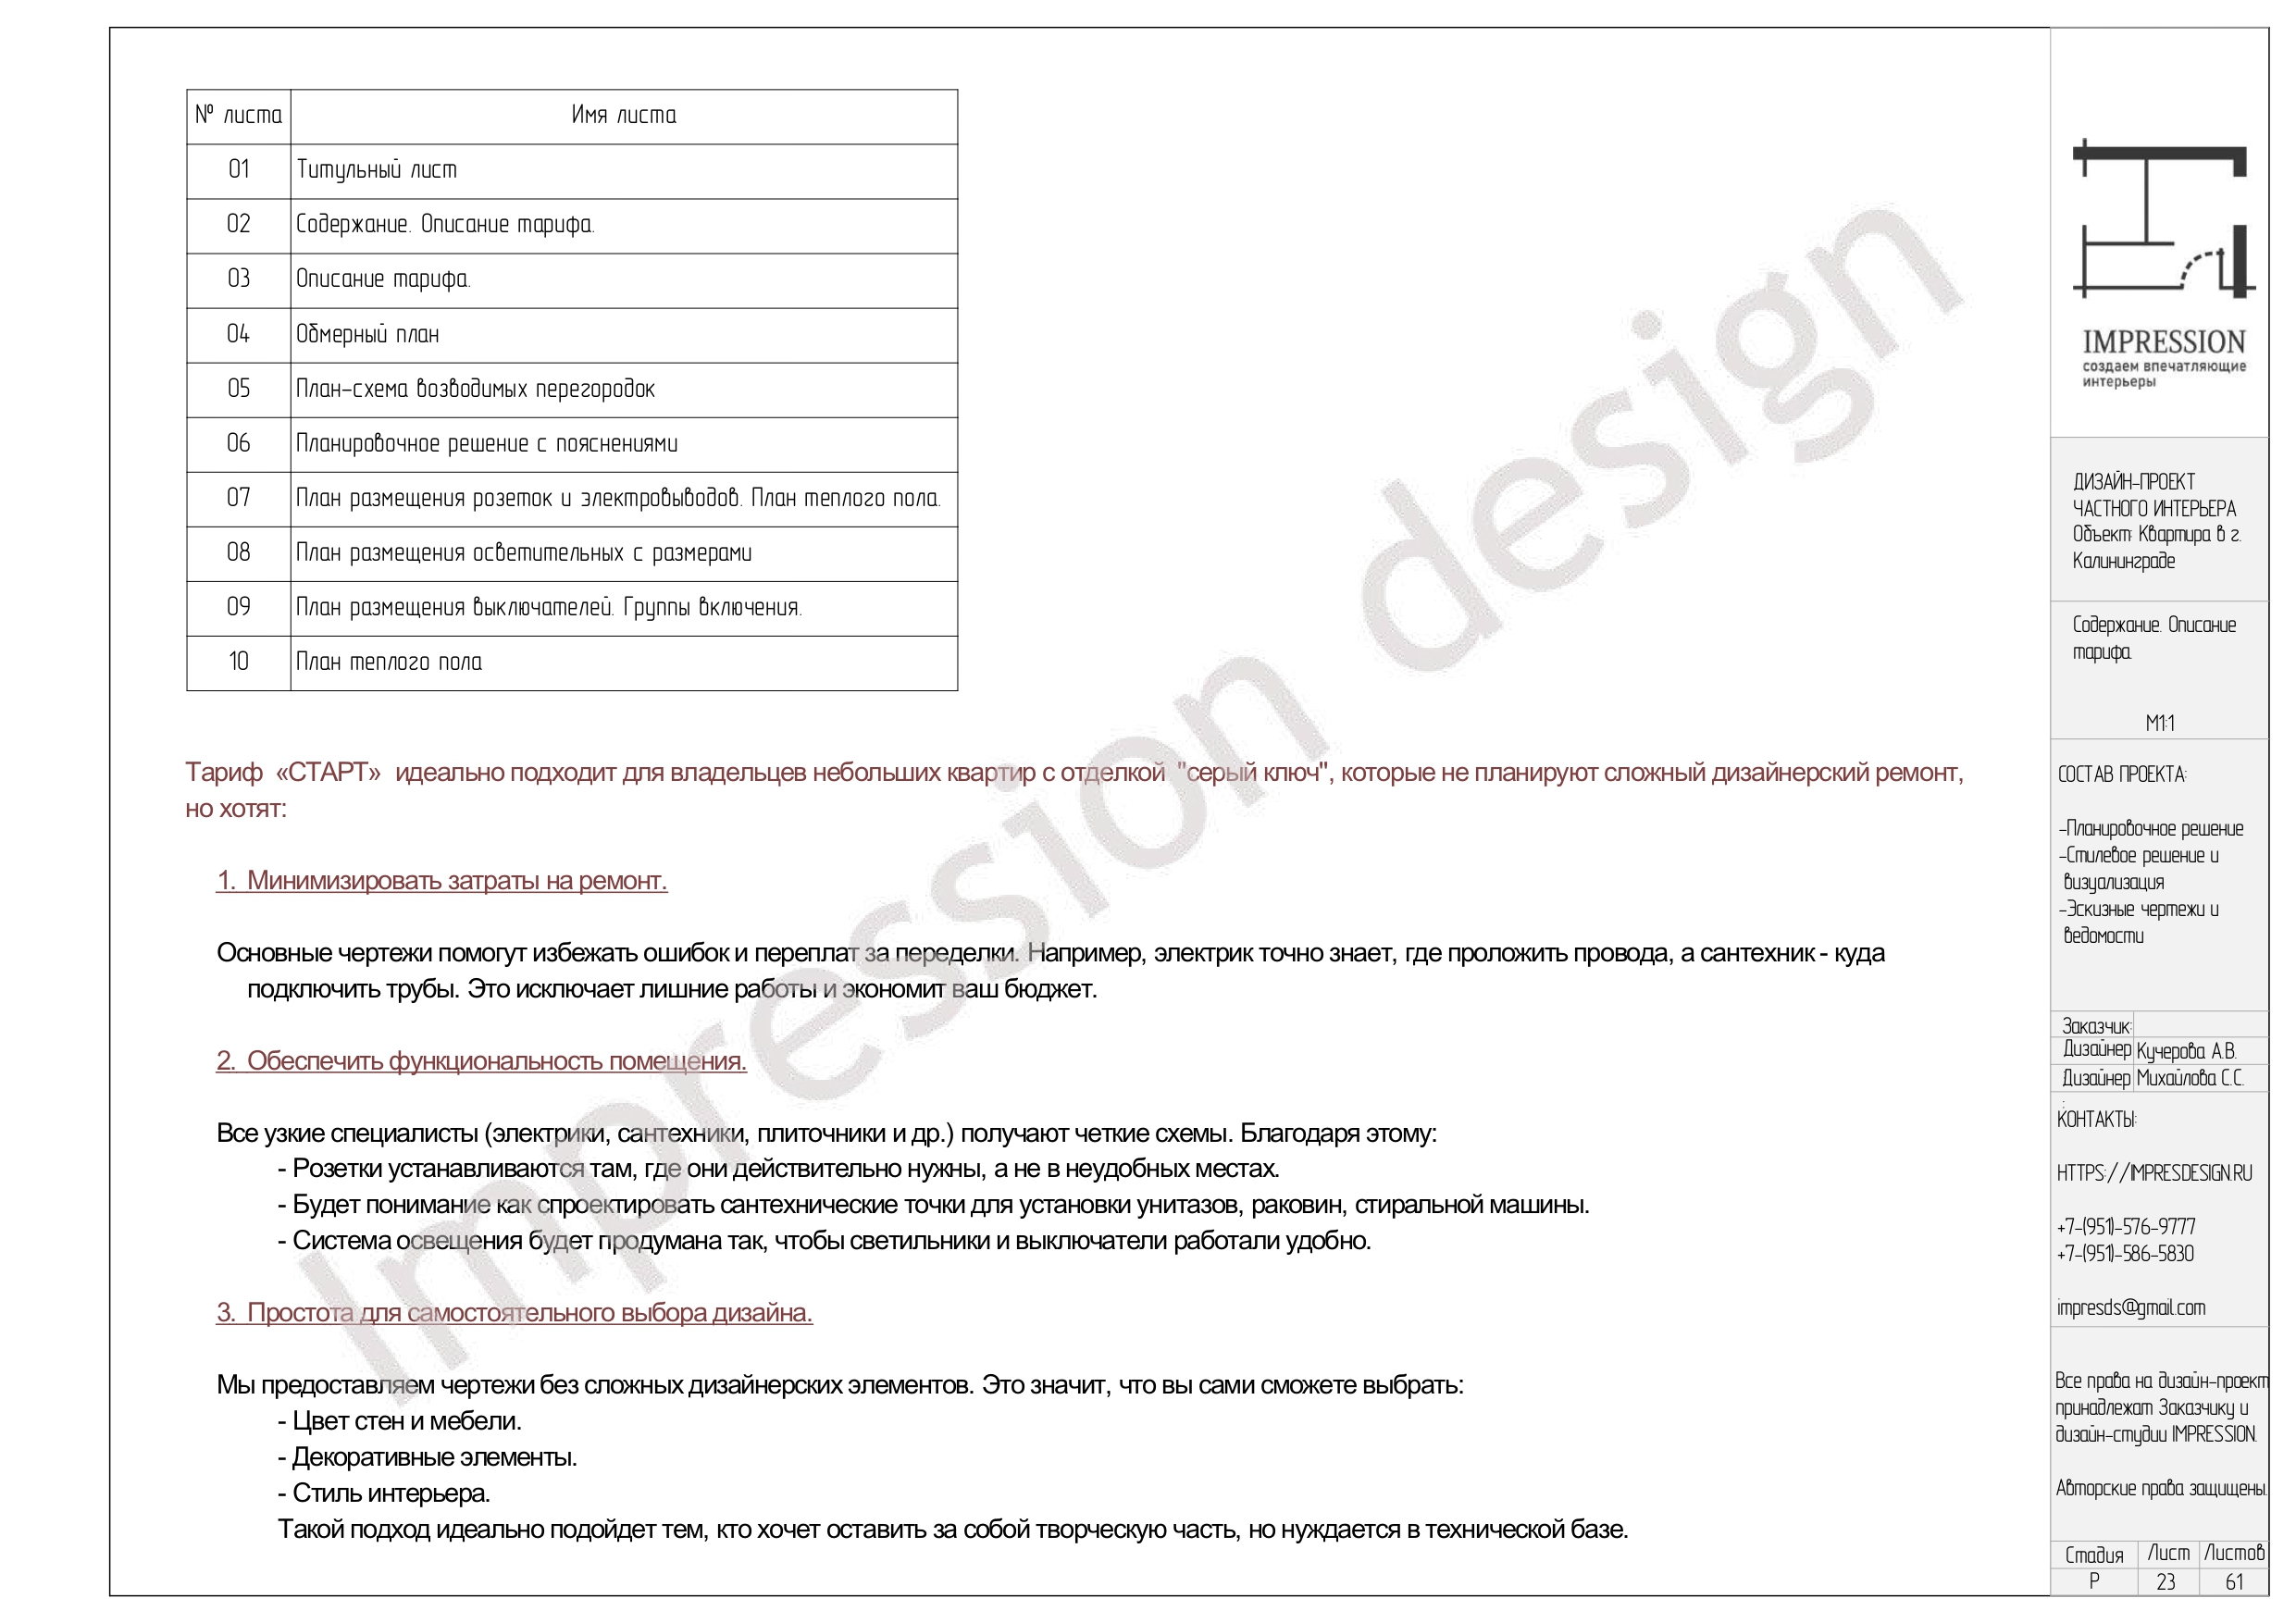 № листа Имя листа
01 Титульный лист
02 Содержание. Описание тарифа.
03 Описание тарифа.
04 Обмерный план
05 План-схема возводимых перегородок
06 Планировочное решение с пояснениями
07 План размещения розеток и электровыводов. План теплого пола.
08 План размещения осветительных с размерами
09 План размещения выключателей. Группы включения.
10 План теплого пола
Тариф «СТАРТ» идеально подходит для владельцев небольших квартир с отделкой "серый ключ", которые не планируют сложный дизайнерский ремонт,
но хотят:
1. Минимизировать затраты на ремонт.
Основные чертежи помогут избежать ошибок и переплат за переделки. Например, электрик точно знает, где проложить провода, а сантехник - куда
подключить трубы. Это исключает лишние работы и экономит ваш бюджет.
2. Обеспечить функциональность помещения.
Все узкие специалисты (электрики, сантехники, плиточники и др.) получают четкие схемы. Благодаря этому:
- Розетки устанавливаются там, где они действительно нужны, а не в неудобных местах.
- Будет понимание как спроектировать сантехнические точки для установки унитазов, раковин, стиральной машины.
- Система освещения будет продумана так, чтобы светильники и выключатели работали удобно.
3. Простота для самостоятельного выбора дизайна.
Мы предоставляем чертежи без сложных дизайнерских элементов. Это значит, что вы сами сможете выбрать:
- Цвет стен и мебели.
- Декоративные элементы.
- Стиль интерьера.
Такой подход идеально подойдет тем, кто хочет оставить за собой творческую часть, но нуждается в технической базе.
Impression design
IMPRESSION
создаем впечатляющие
интерьеры
ДИЗАЙН-ПРОЕКТ
ЧАСТНОГО ИНТЕРЬЕРА
Объект: Квартира в г.
Калининграде
Содержание. Описание
тарифа.
М1:1
СОСТАВ ПРОЕКТА:
-Планировочное решение
-Стилевое решение и
визуализация
-Эскизные чертежи и
ведомости
Заказчик:
Дизайнер Кучерова А.В.
Дизайнер Михайлова С.С.
:
КОНТАКТЫ:
HTTPS://IMPRESDESIGN.RU
+7-(951)-576-9777
+7-(951)-586-5830
impresds@gmail.com
Все права на дизайн-проект
принадлежат Заказчику и
дизайн-студии IMPRESSION.
Авторские права защищены.
Стадия Лист Листов
Р 23 61